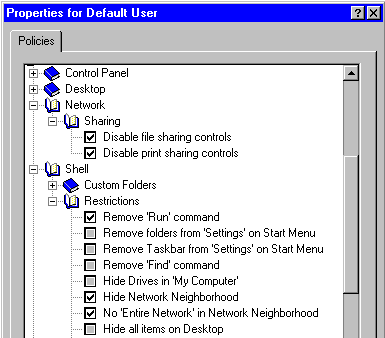 Properties for Default User
Policies
Control Panel
Desktop
Network
Sharing
Disable file sharing controls
Disable print sharing controls
Shell
Custom Folders
Restrictions
Remove 'Run' command
Remove folders from 'Settings' on Start Menu
Remove Taskbar from 'Settings' on Start Menu
Remove 'Find' command
Hide Drives in 'My Computer'
Hide Network Neighborhood
No 'Entire Network' in Network Neighborhood
Hide all items on Desktop